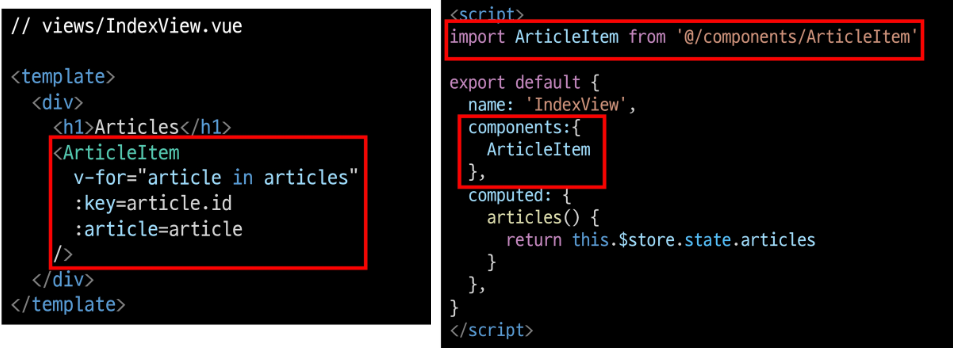 // views/IndexView.vue
<template>
<div>
<h1>Articles</h1>
<ArticleItem
v-for="article in articles"
:key=article.id
:article=article
/>
</div>
</template>
<script>
import ArticleItem from '@/components/ArticleItem'
export default {
name: 'IndexView',
components:{
ArticleItem
},
computed: {
articles() {
return this.$store.state.articles
}
},
}
</script>